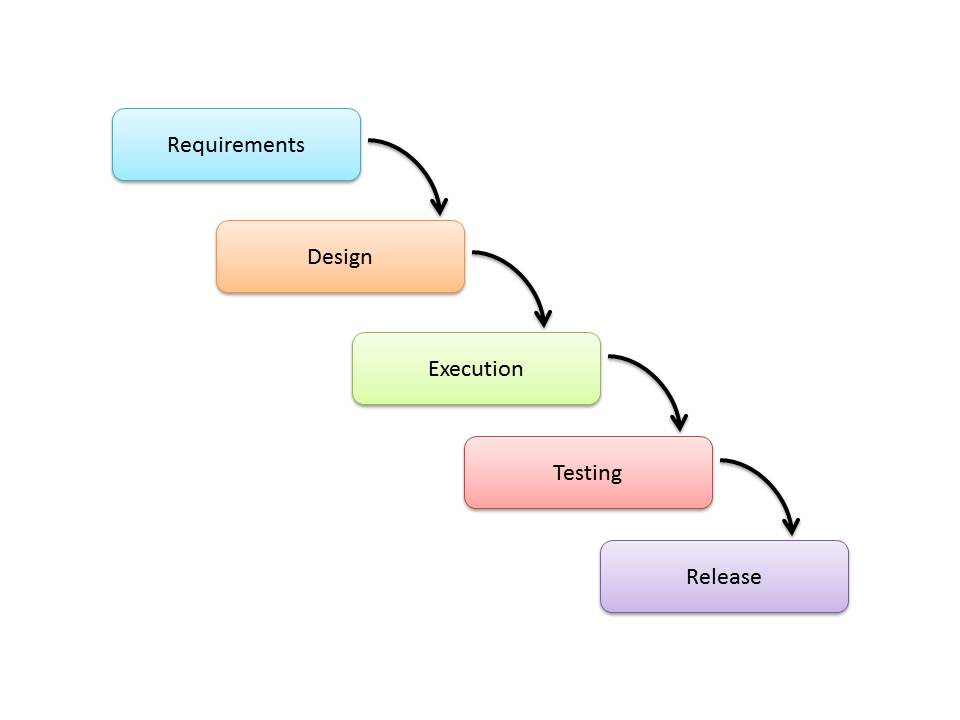 Requirements
Design
Execution
Testing
Release